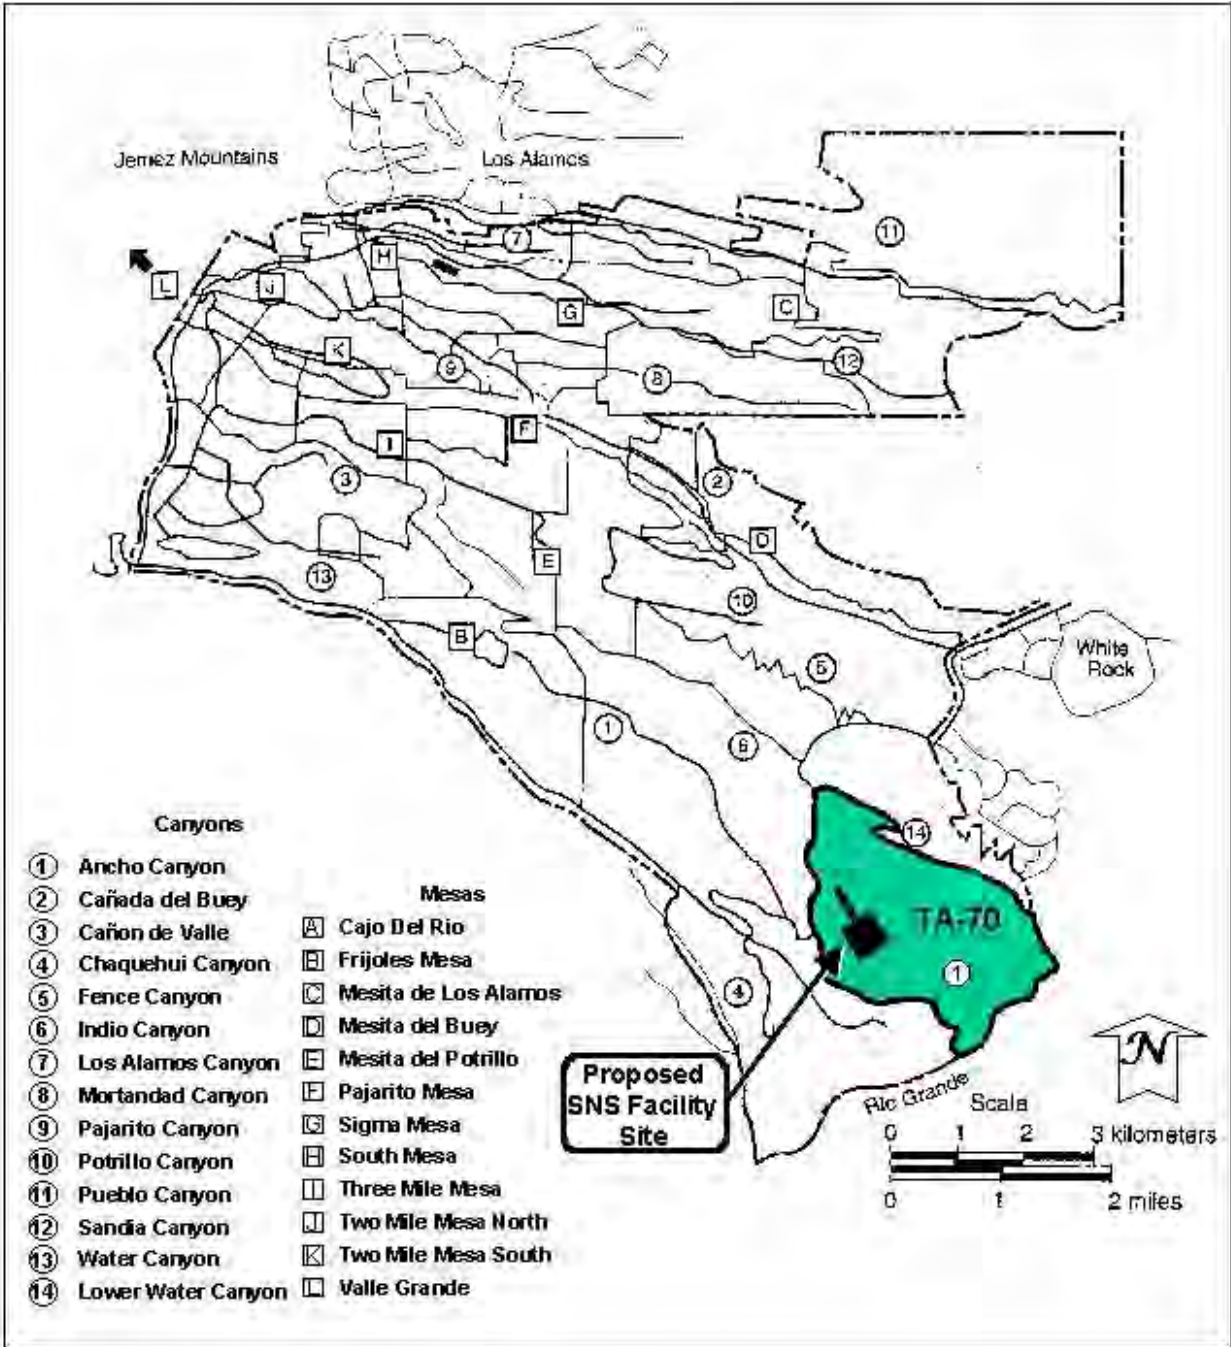 Jemez Mountains
Los Alamos
7
11
H
L
J
G
C
K
9
12
8
F
I
3
2
D
E
13
10
B
White
Rock
5
1
6
14
TA-70
1
4
Proposed
SNS Facility
Site
Rio Grande
N
Scale
0 1 2 3 kilometers
0 1 2 miles
Canyons
1 Ancho Canyon
2 Cañada del Buey
3 Cañon de Valle
4 Chaquehui Canyon
5 Fence Canyon
6 Indio Canyon
7 Los Alamos Canyon
8 Mortandad Canyon
9 Pajarito Canyon
10 Potrillo Canyon
11 Pueblo Canyon
12 Sandia Canyon
13 Water Canyon
14 Lower Water Canyon
Mesas
A Cajo Del Rio
B Frijoles Mesa
C Mesita de Los Alamos
D Mesita del Buey
E Mesita del Potrillo
F Pajarito Mesa
G Sigma Mesa
H South Mesa
I Three Mile Mesa
J Two Mile Mesa North
K Two Mile Mesa South
L Valle Grande